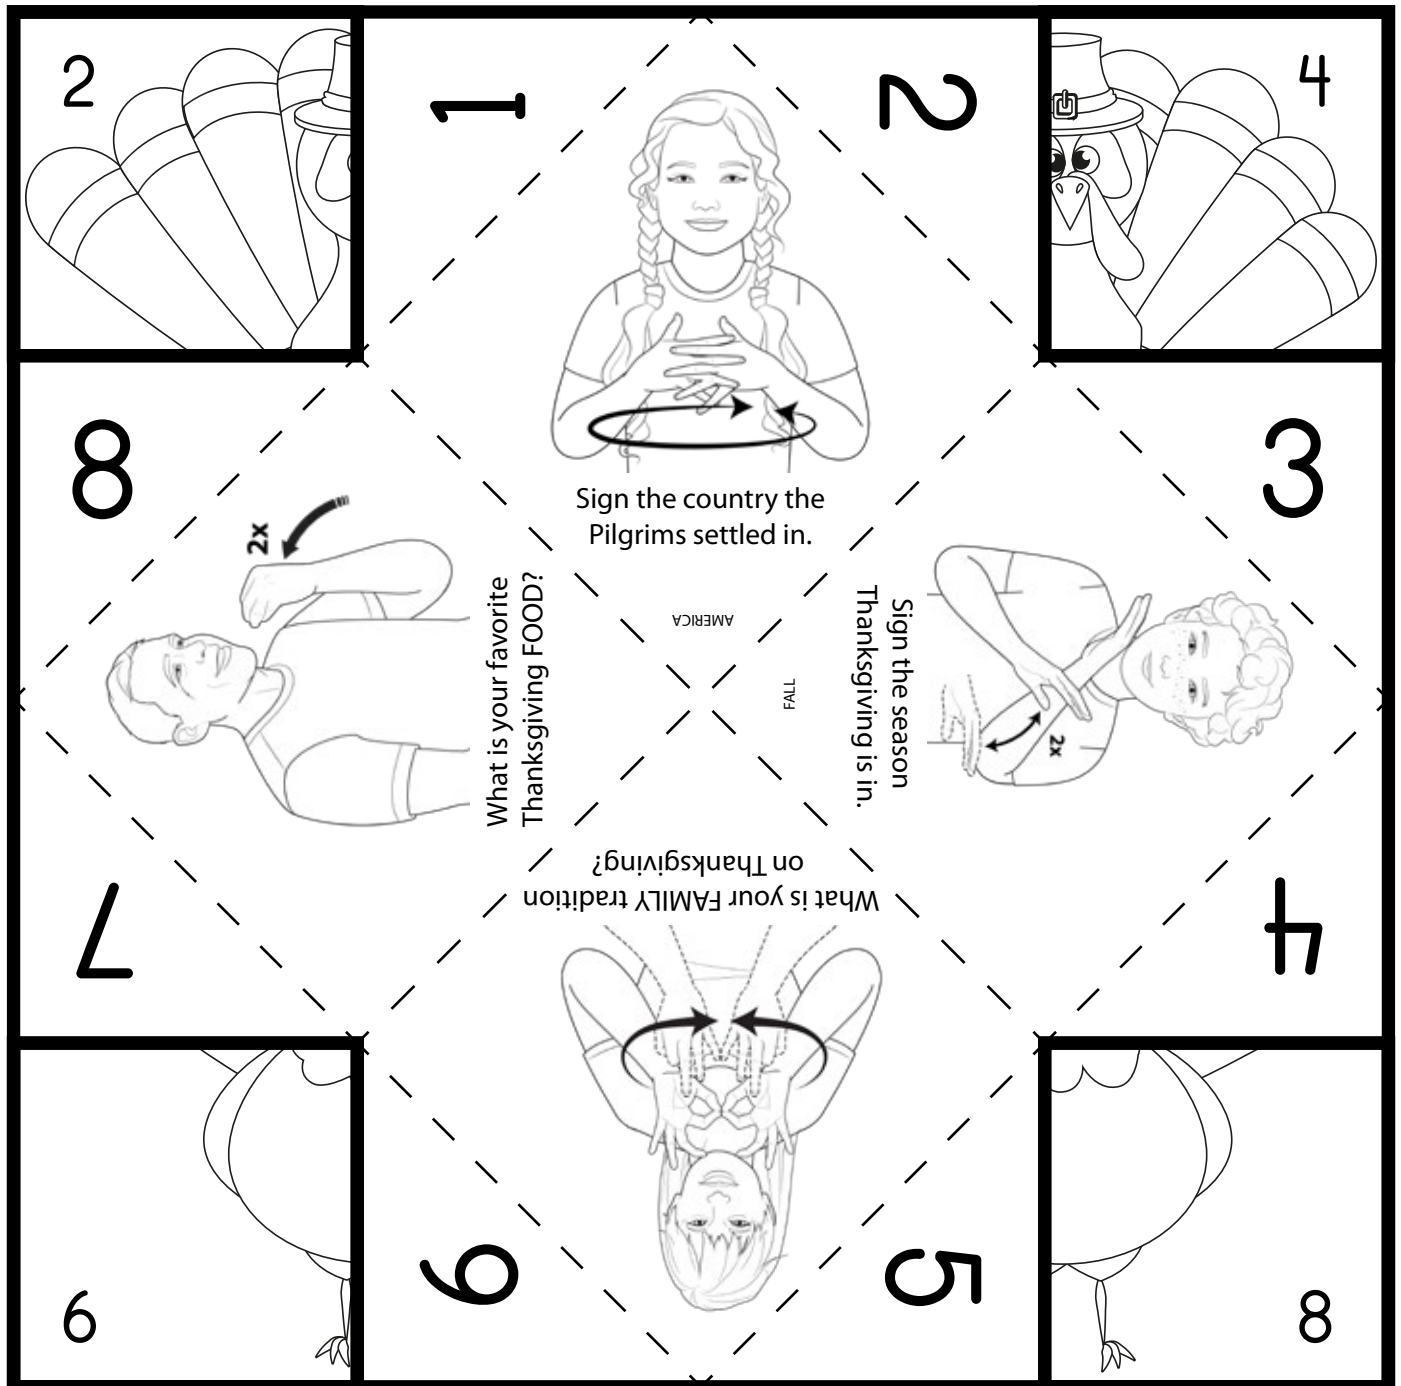 2
1
2
4
Sign the country the
Pilgrims settled in.
8
3
2x
What is your favorite
Thanksgiving FOOD?
AMERICA
FALL
Sign the season
Thanksgiving is in.
2x
What is your FAMILY tradition
on Thanksgiving?
7
4
6
6
5
8